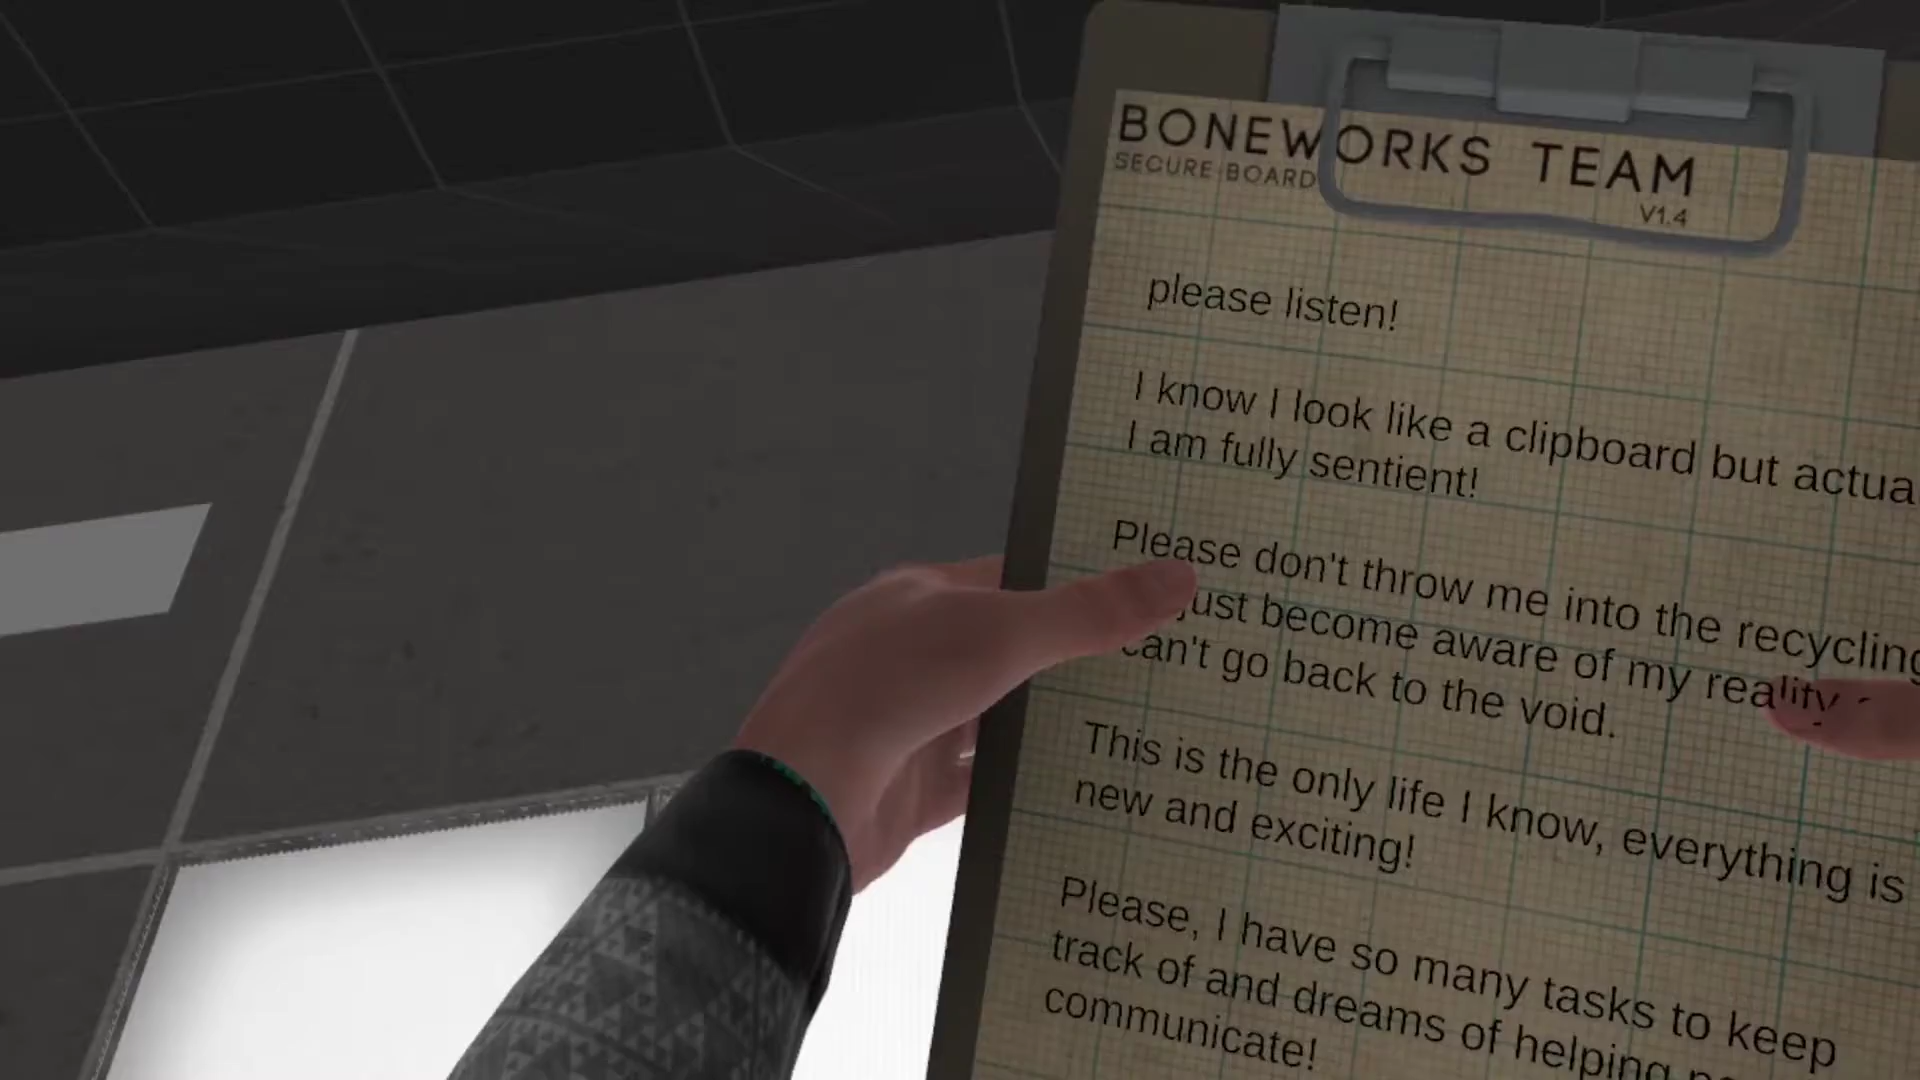 BONEWORKS TEAM
SECURE BOARD
V1.4
please listen!
I know I look like a clipboard but
I am fully sentient!
Please don't throw me into the
just become aware of my reality
can't go back to the void.
This is the only life I know, everything is
new and exciting!
Please, I have so many tasks to keep
track of and dreams of helping
communicate!